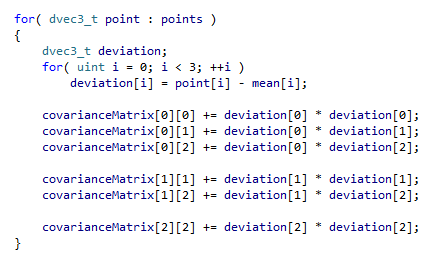 for( dvec3_t point : points )
{
    dvec3_t deviation;
    for( uint i = 0; i < 3; ++i )
        deviation[i] = point[i] - mean[i];

    covarianceMatrix[0][0] += deviation[0] * deviation[0];
    covarianceMatrix[0][1] += deviation[0] * deviation[1];
    covarianceMatrix[0][2] += deviation[0] * deviation[2];

    covarianceMatrix[1][1] += deviation[1] * deviation[1];
    covarianceMatrix[1][2] += deviation[1] * deviation[2];

    covarianceMatrix[2][2] += deviation[2] * deviation[2];
}